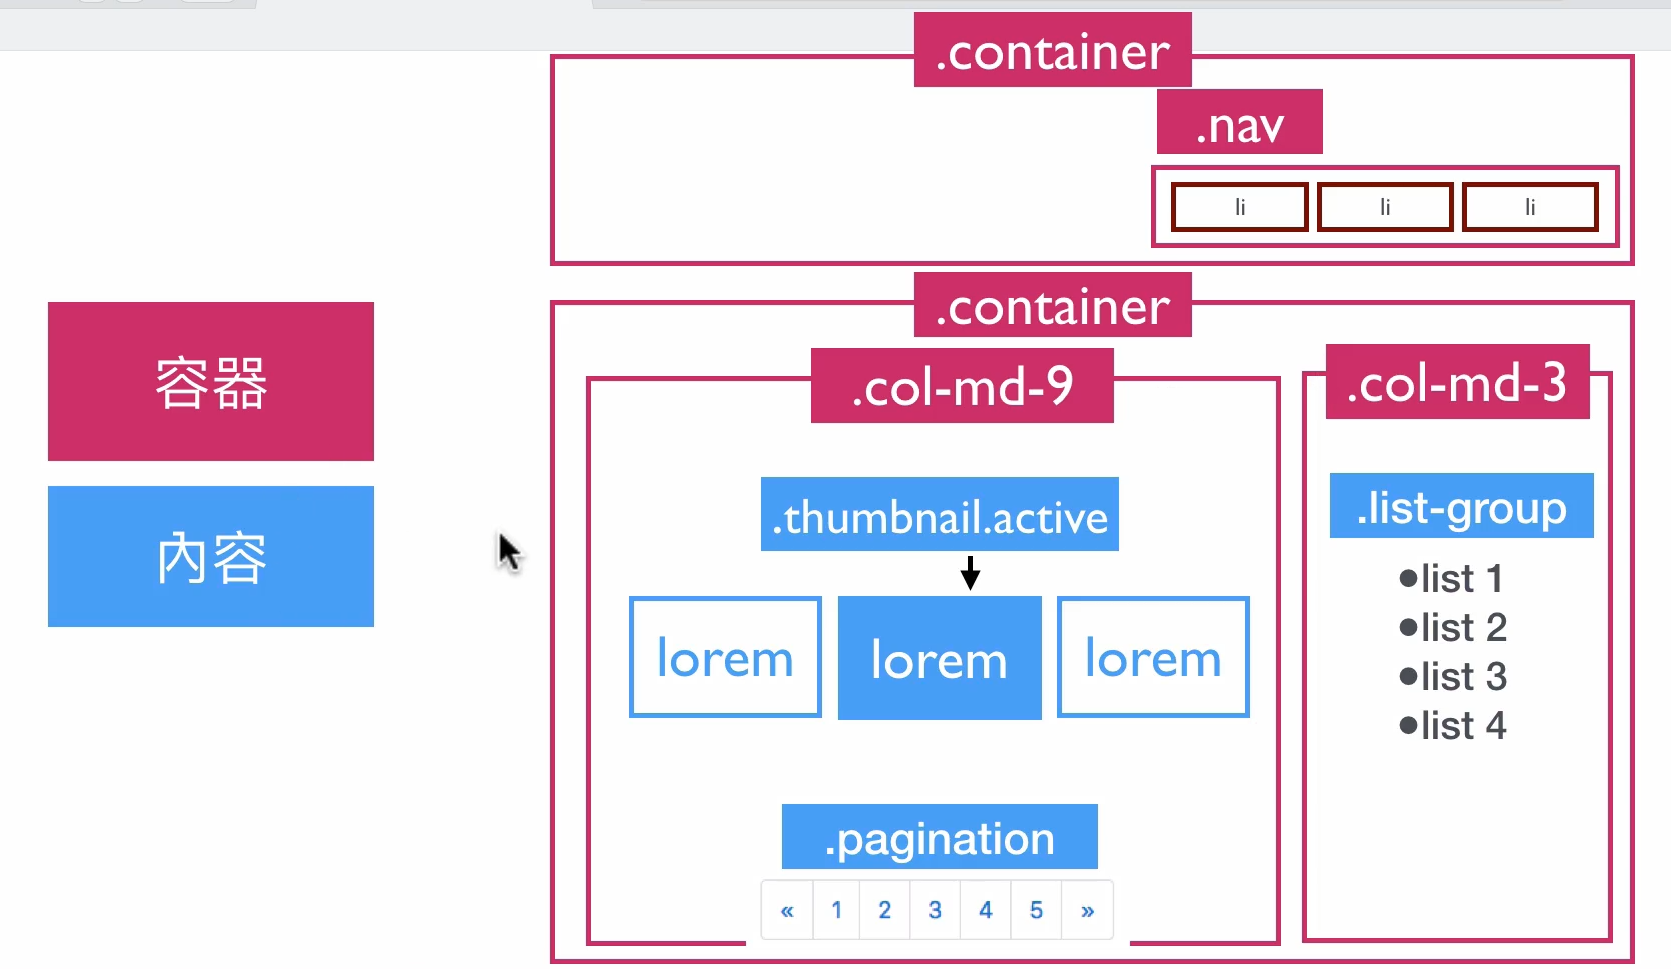 .container
.nav
li li li
容器
內容
.container
.col-md-9
.thumbnail.active
lorem lorem lorem
.pagination
« 1 2 3 4 5 »
.col-md-3
.list-group
•list 1
•list 2
•list 3
•list 4